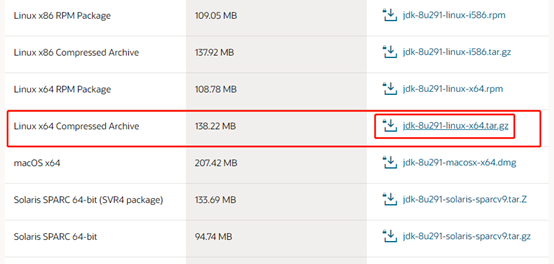 Linux x86 RPM Package 109.05 MB jdk-8u291-linux-i586.rpm
Linux x86 Compressed Archive 137.92 MB jdk-8u291-linux-i586.tar.gz
Linux x64 RPM Package 108.78 MB jdk-8u291-linux-x64.rpm
Linux x64 Compressed Archive 138.22 MB jdk-8u291-linux-x64.tar.gz
macOS x64 207.42 MB jdk-8u291-macosx-x64.dmg
Solaris SPARC 64-bit (SVR4 package) 133.69 MB jdk-8u291-solaris-sparcv9.tar.Z
Solaris SPARC 64-bit 94.74 MB jdk-8u291-solaris-sparcv9.tar.gz